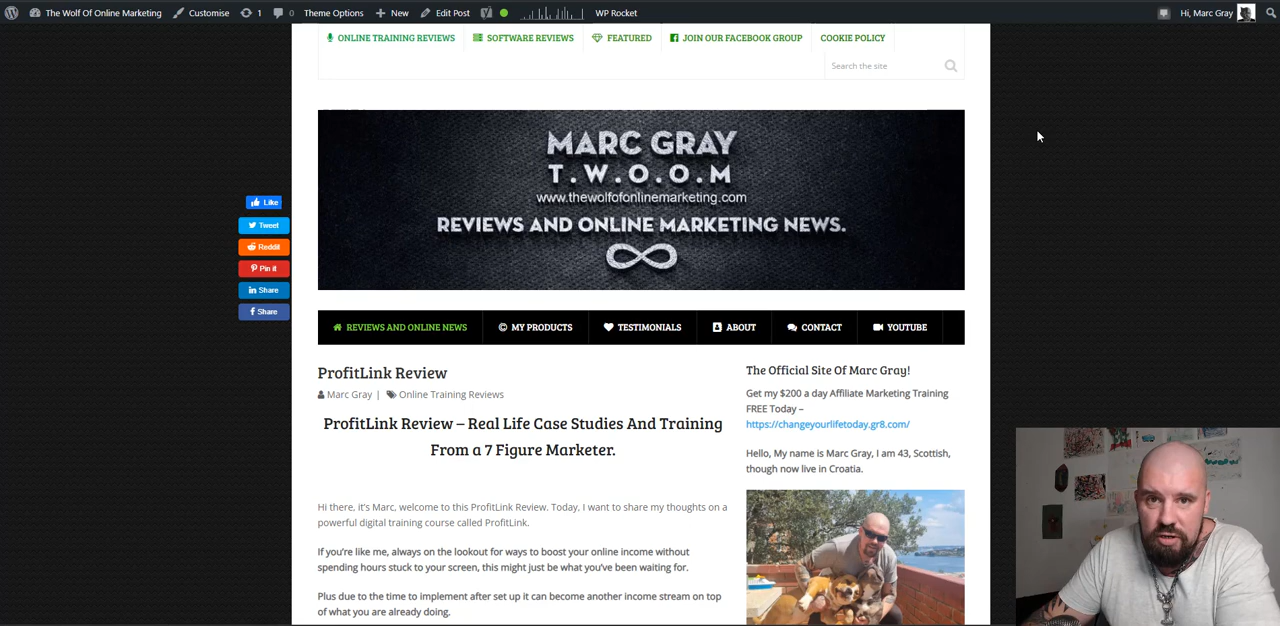 The Wolf Of Online Marketing Customise 1 0 Theme Options New Edit Post WP Rocket Hi, Marc Gray
ONLINE TRAINING REVIEWS SOFTWARE REVIEWS FEATURED JOIN OUR FACEBOOK GROUP COOKIE POLICY
Search the site
MARC GRAY
T.W.O.O.M
www.thewolfofonlinemarketing.com
REVIEWS AND ONLINE MARKETING NEWS.
Like
Tweet
Reddit
Pin it
Share
Share
REVIEWS AND ONLINE NEWS MY PRODUCTS TESTIMONIALS ABOUT CONTACT YOUTUBE
ProfitLink Review
Marc Gray | Online Training Reviews
ProfitLink Review – Real Life Case Studies And Training
From a 7 Figure Marketer.
Hi there, it's Marc, welcome to this ProfitLink Review. Today, I want to share my thoughts on a
powerful digital training course called ProfitLink.
If you're like me, always on the lookout for ways to boost your online income without
spending hours stuck to your screen, this might just be what you've been waiting for.
Plus due to the time to implement after set up it can become another income stream on top
of what you are already doing.
The Official Site Of Marc Gray!
Get my $200 a day Affiliate Marketing Training
FREE Today –
https://changeyourlifetoday.gr8.com/
Hello, My name is Marc Gray, I am 43, Scottish,
though now live in Croatia.